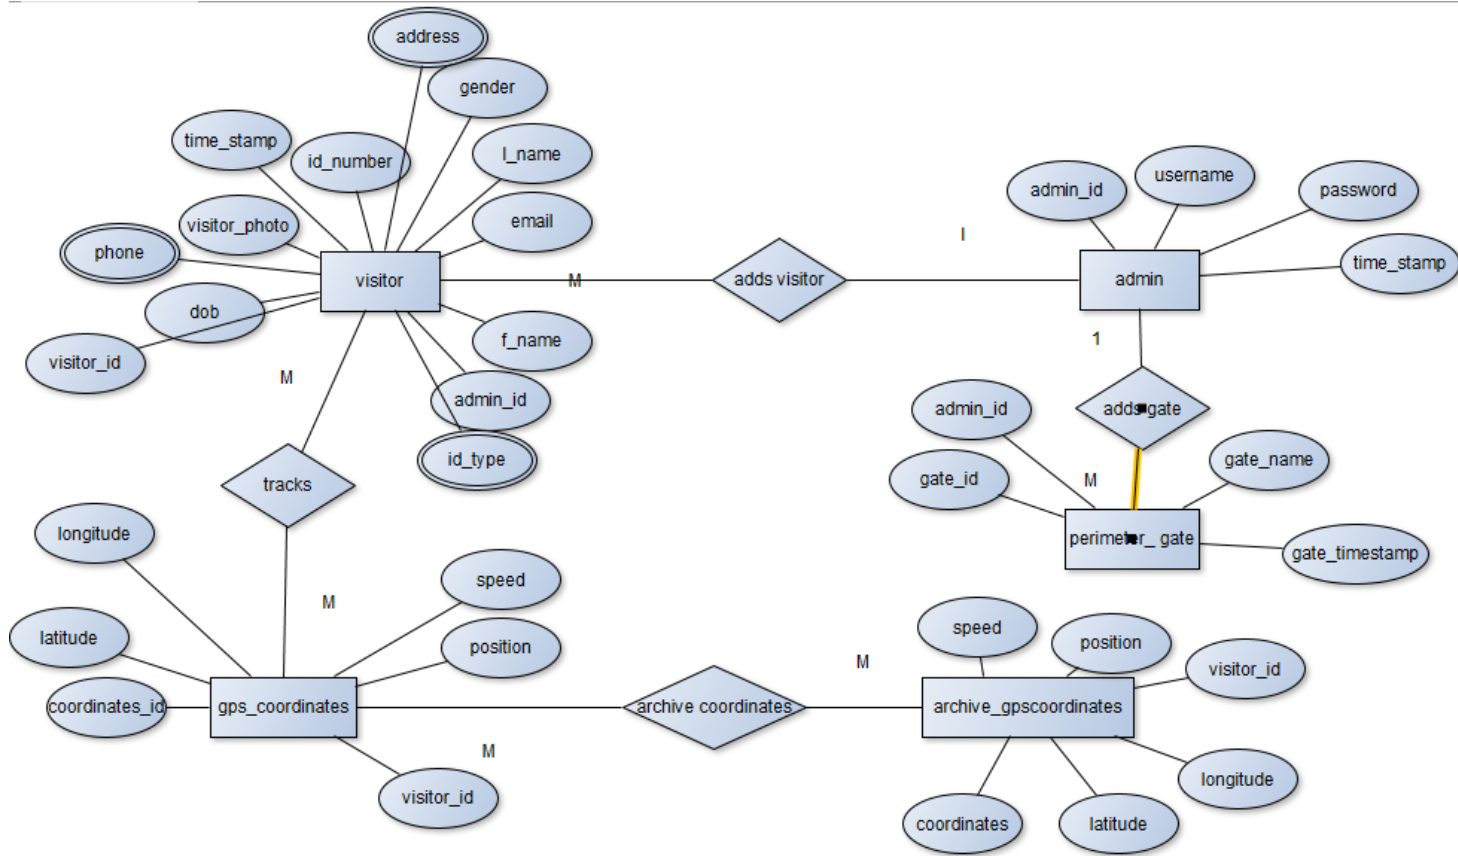 address
gender
time_stamp
id_number
l_name
visitor_photo
email
phone
visitor
dob
f_name
visitor_id
admin_id
id_type
M
adds visitor
I
admin_id
username
password
time_stamp
admin
1
adds gate
admin_id
gate_id
M
gate_name
perimeter_ gate
gate_timestamp
M
tracks
M
longitude
latitude
coordinates_id
gps_coordinates
speed
position
visitor_id
M
archive coordinates
M
speed
position
visitor_id
archive_gpscoordinates
longitude
coordinates
latitude